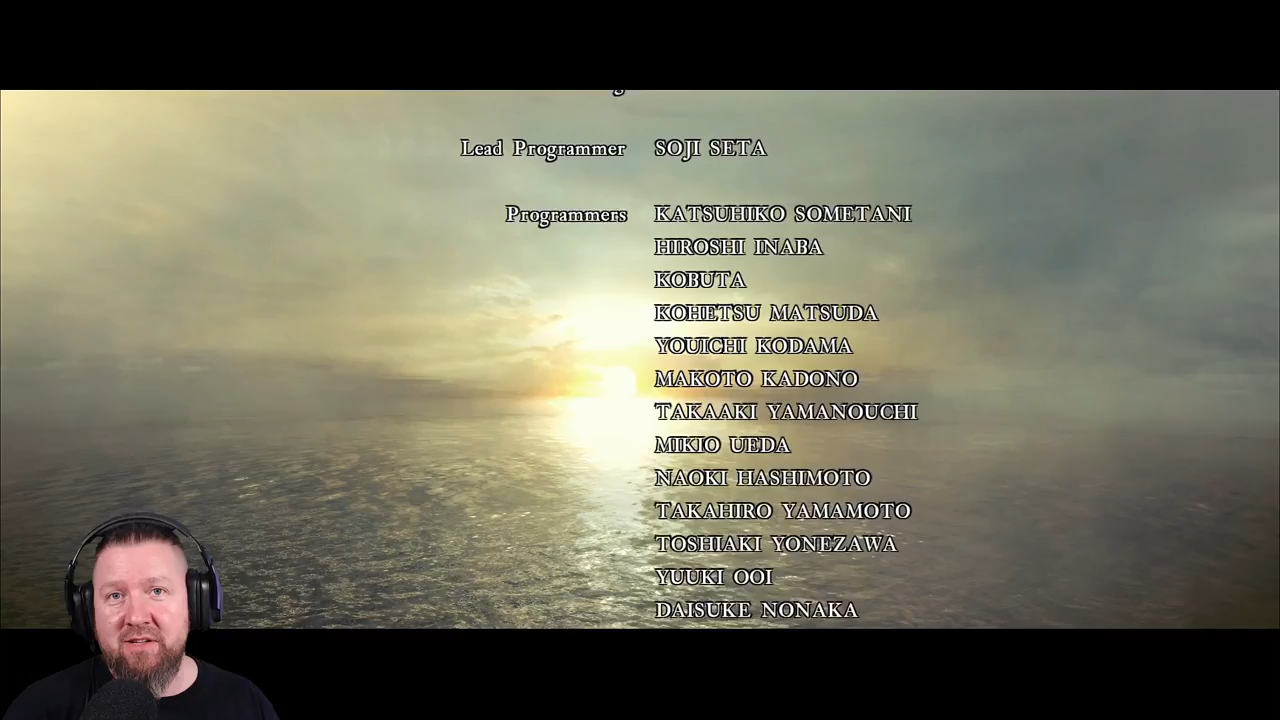 Lead Programmer SOJI SETA
Programmers KATSUHIKO SOMETANI
HIROSHI INABA
KOBUTA
KOHETSU MATSUDA
YOUICHI KODAMA
MAKOTO KADONO
TAKAAKI YAMANOUCHI
MIKIO UEDA
NAOKI HASHIMOTO
TAKAHIRO YAMAMOTO
TOSHIAKI YONEZAWA
YUUKI OOI
DAISUKE NONAKA